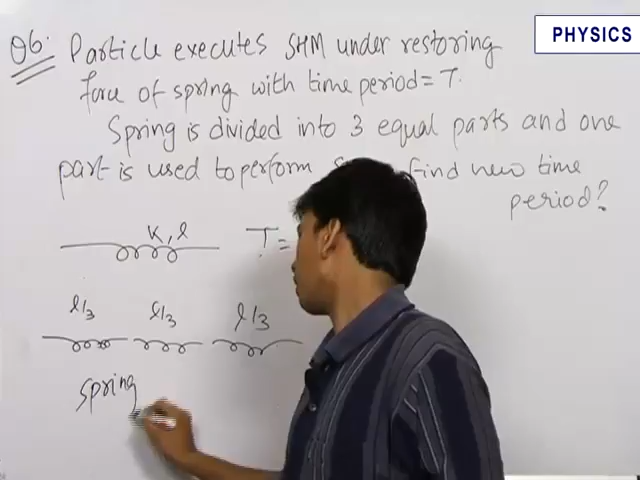 PHYSICS
Q6. Particle executes SHM under restoring
force of spring with time period = T.
Spring is divided into 3 equal parts and one
part is used to perform find new time
period?
K, l
T =
l/3 l/3 l/3
Spring